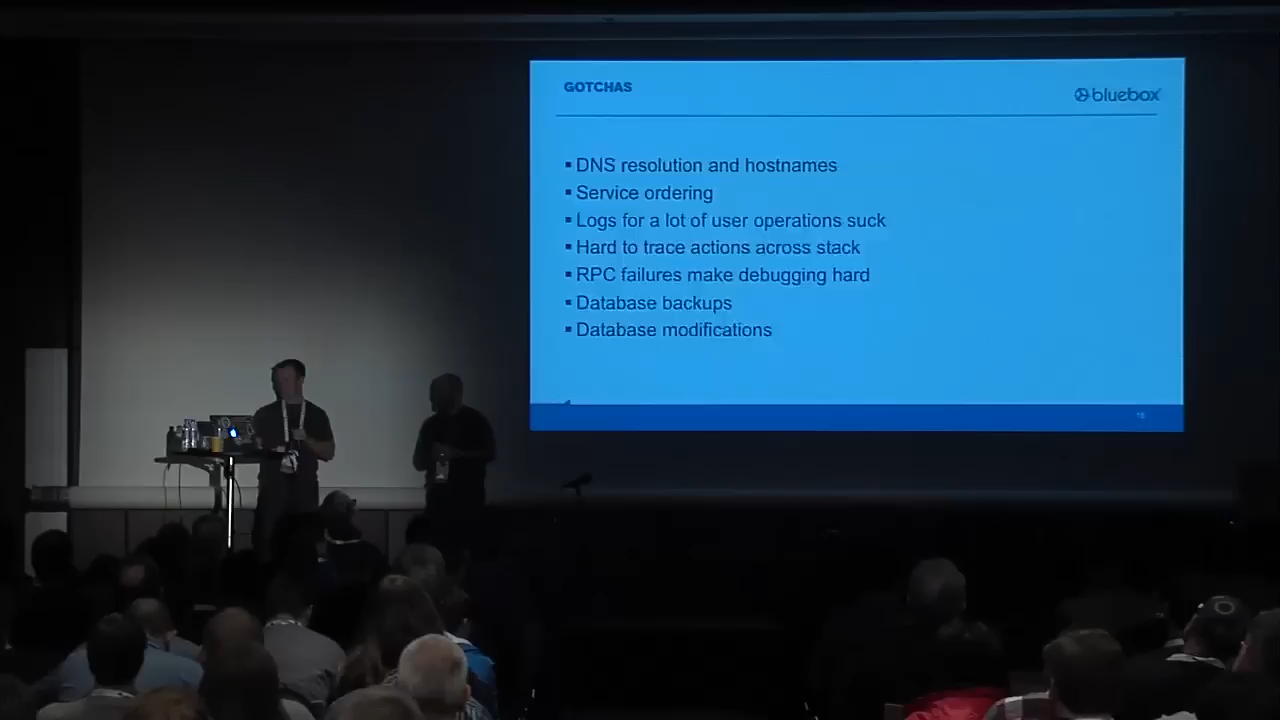 GOTCHAS
bluebox
▪ DNS resolution and hostnames
▪ Service ordering
▪ Logs for a lot of user operations suck
▪ Hard to trace actions across stack
▪ RPC failures make debugging hard
▪ Database backups
▪ Database modifications